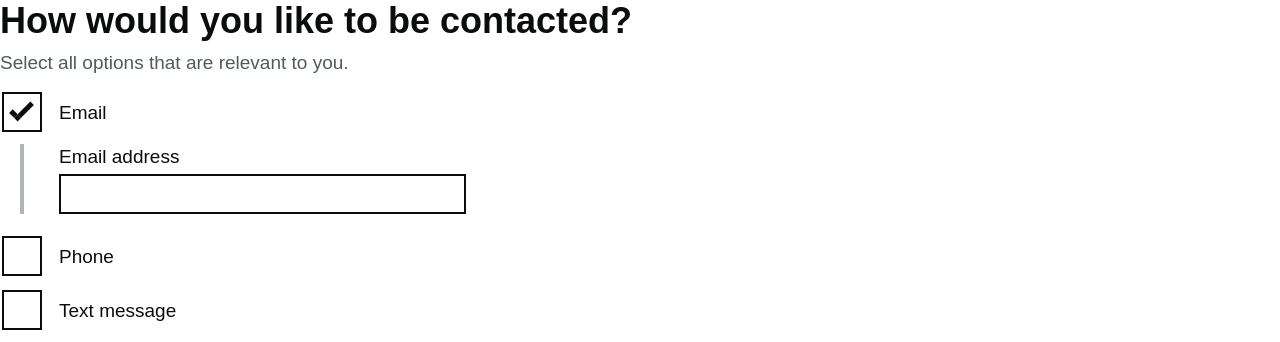 How would you like to be contacted?
Select all options that are relevant to you.
Email
Email address
Phone
Text message